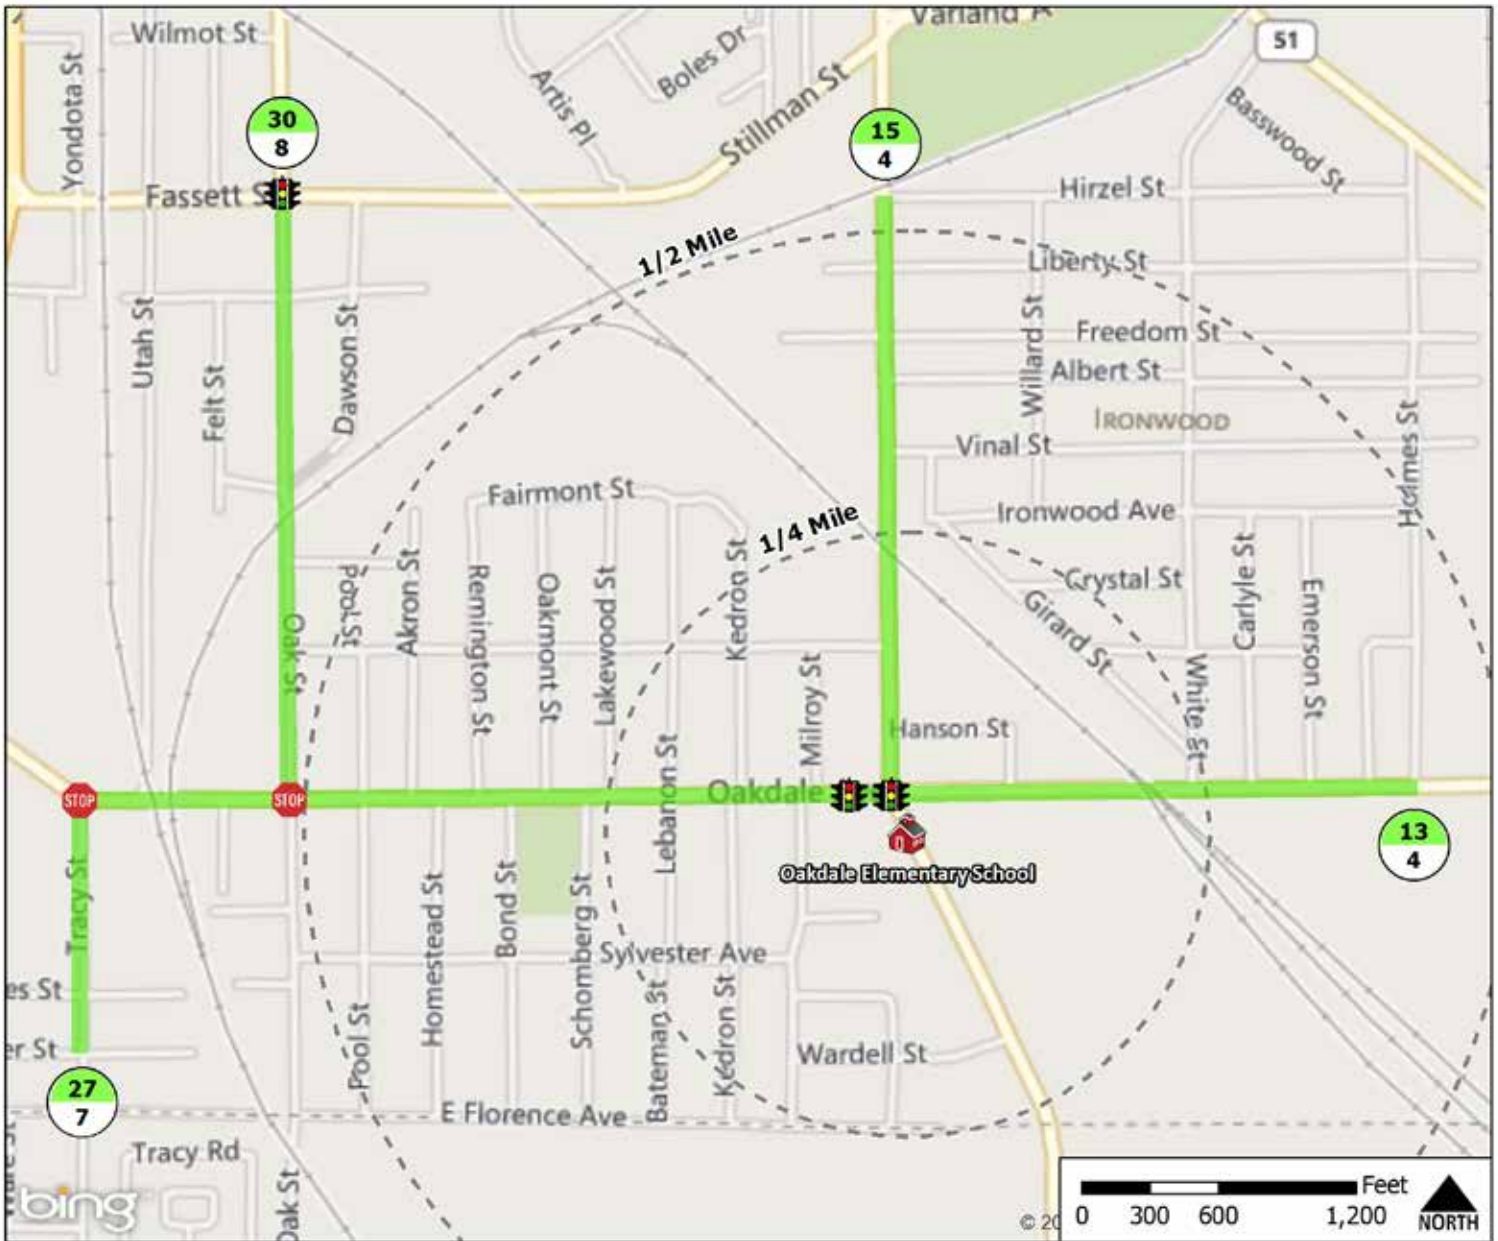 Wilmot St
Yondota St
Artis Pl
Boles Dr
Stillman St
51
Basswood St
30
8
15
4
Fassett S
Hirzel St
1/2 Mile
Liberty St
Utah St
Felt St
Dawson St
Willard St
Freedom St
Albert St
IRONWOOD
Vinal St
Holmes St
Fairmont St
Ironwood Ave
1/4 Mile
Crystal St
Girard St
Carlyle St
Emerson St
Oak St
Pool St
Akron St
Remington St
Oakmont St
Lakewood St
Kedron St
Milroy St
White St
Hanson St
Lebanon St
Oakdale
STOP
STOP
13
4
Oakdale Elementary School
Tracy St
Homestead St
Bond St
Schomberg St
Sylvester Ave
es St
er St
Pool St
Bateman St
Kedron St
Wardell St
27
7
E Florence Ave
Tracy Rd
Oak St
bing
© 20
Feet
0 300 600 1,200
NORTH